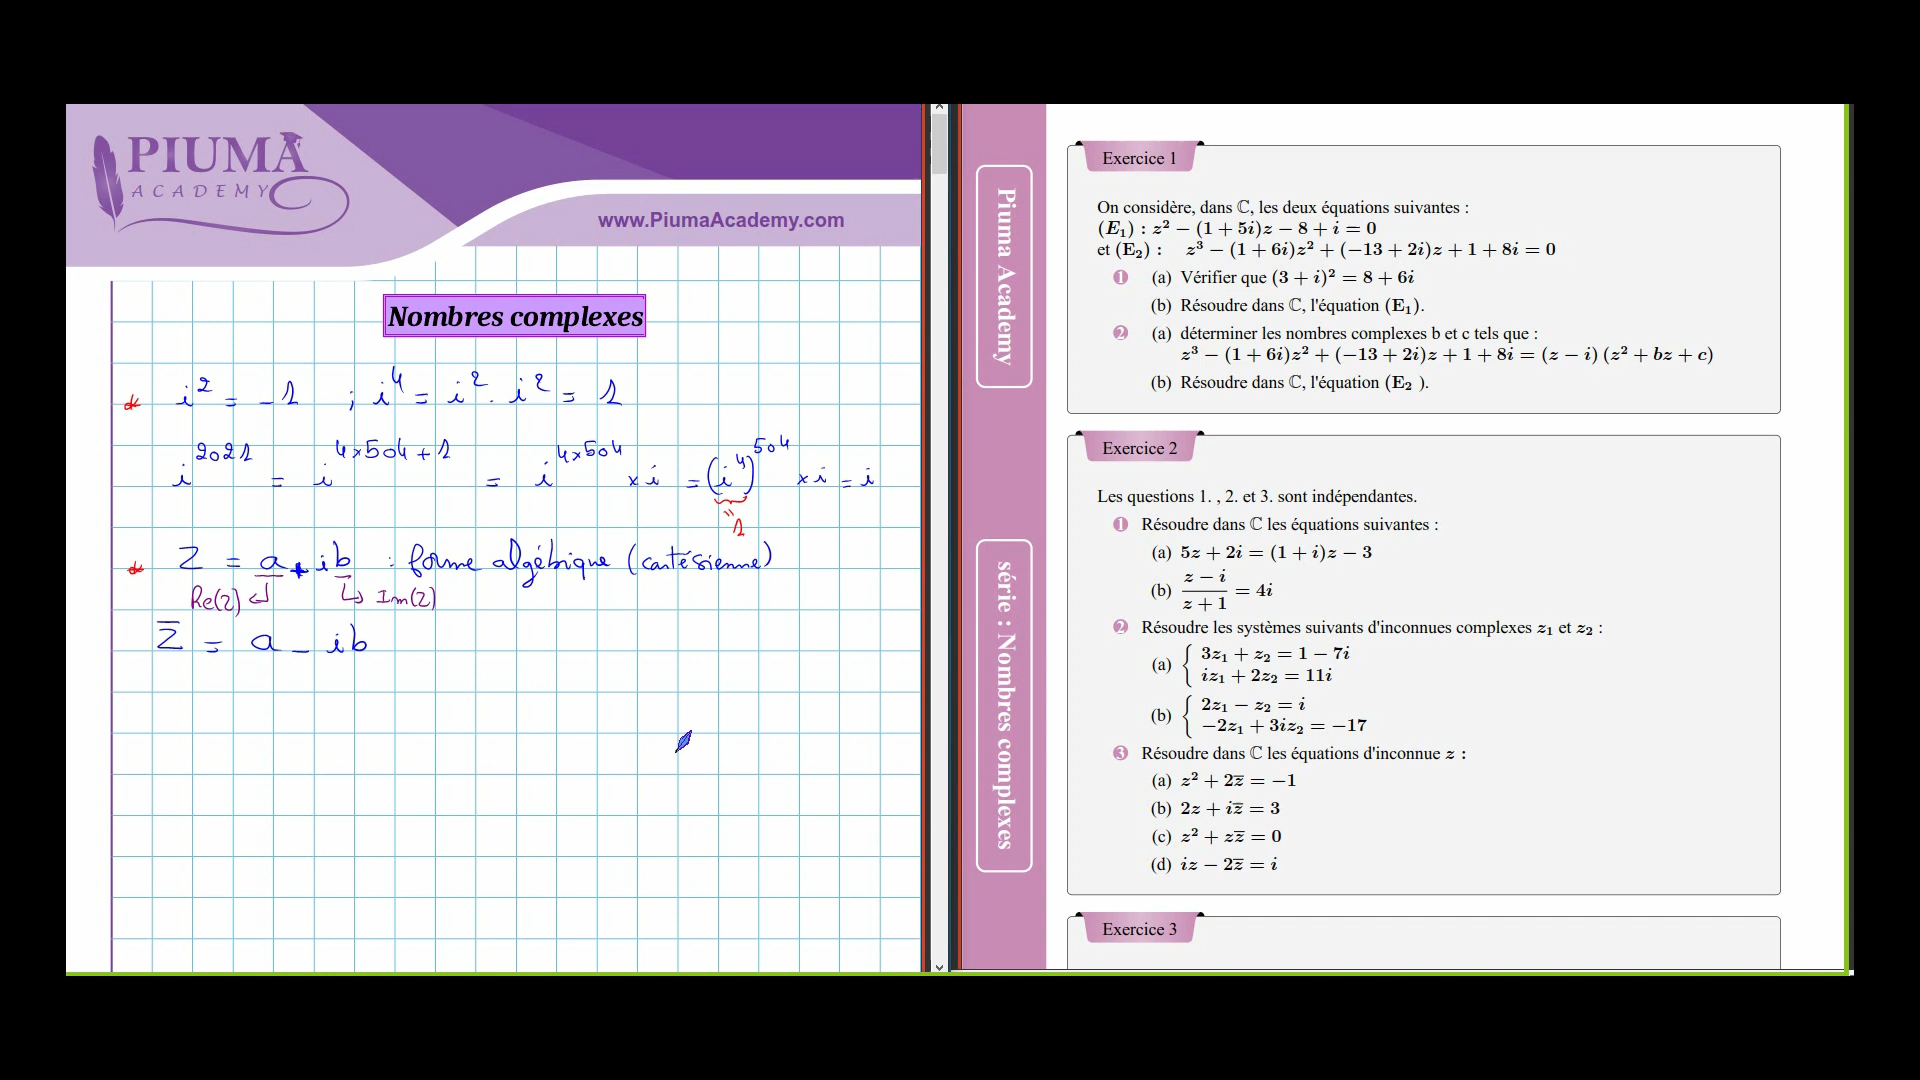 PIUMA
ACADEMY
www.PiumaAcademy.com
Nombres complexes
* i² = -1 ; i⁴ = i² . i² = 1
i²⁰²¹ = i⁴ˣ⁵⁰⁴⁺¹ = i⁴ˣ⁵⁰⁴ × i = (i⁴)⁵⁰⁴ × i = i
" 1
* Z = a + ib : forme algébrique (cartésienne)
Re(z) ↲ ↳ Im(z)
Z̅ = a - ib
Piuma Academy
série : Nombres complexes
Exercice 1
On considère, dans ℂ, les deux équations suivantes :
(E₁) : z² − (1 + 5i)z − 8 + i = 0
et (E₂) : z³ − (1 + 6i)z² + (−13 + 2i)z + 1 + 8i = 0
1 (a) Vérifier que (3 + i)² = 8 + 6i
(b) Résoudre dans ℂ, l'équation (E₁).
2 (a) déterminer les nombres complexes b et c tels que :
z³ − (1 + 6i)z² + (−13 + 2i)z + 1 + 8i = (z − i) (z² + bz + c)
(b) Résoudre dans ℂ, l'équation (E₂ ).
Exercice 2
Les questions 1. , 2. et 3. sont indépendantes.
1 Résoudre dans ℂ les équations suivantes :
(a) 5z + 2i = (1 + i)z − 3
(b) (z − i)/(z + 1) = 4i
2 Résoudre les systèmes suivants d'inconnues complexes z₁ et z₂ :
(a) { 3z₁ + z₂ = 1 − 7i
iz₁ + 2z₂ = 11i
(b) { 2z₁ − z₂ = i
−2z₁ + 3iz₂ = −17
3 Résoudre dans ℂ les équations d'inconnue z :
(a) z² + 2z̅ = −1
(b) 2z + iz̅ = 3
(c) z² + zz̅ = 0
(d) iz − 2z̅ = i
Exercice 3